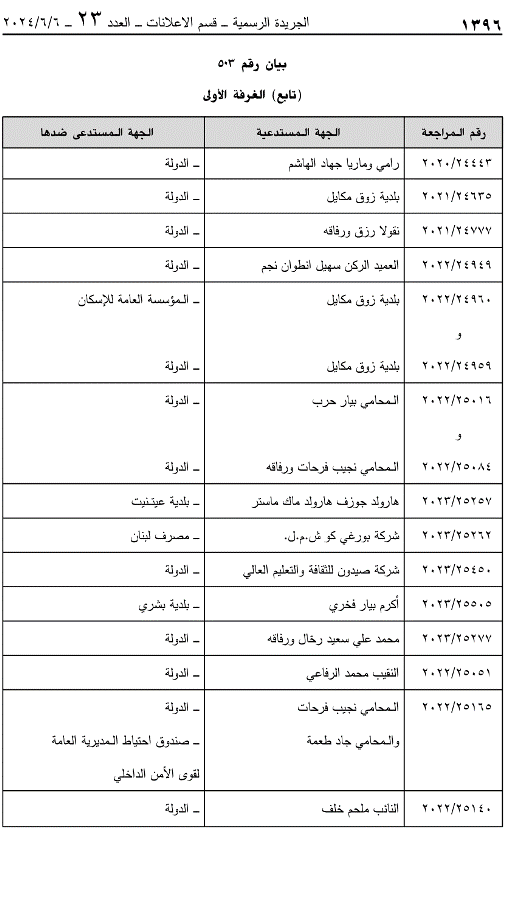 ١٣٩٦ الجريدة الرسمية ـ قسم الاعلانات ـ العدد ٢٣ ـ ٢٠٢٤/٦/٦
بيان رقم ٥٠٣
(تابع) الغرفة الأولى
رقم المراجعة الجهة المستدعية الجهة المستدعى ضدها
٢٠٢٠/٢٤٤٤٣ رامي وماريا جهاد الهاشم ـ الدولة
٢٠٢١/٢٤٦٣٥ بلدية زوق مكايل ـ الدولة
٢٠٢١/٢٤٧٧٧ نقولا رزق ورفاقه ـ الدولة
٢٠٢٢/٢٤٩٤٩ العميد الركن سهيل انطوان نجم ـ الدولة
٢٠٢٢/٢٤٩٦٠ بلدية زوق مكايل ـ المؤسسة العامة للإسكان
و
٢٠٢٢/٢٤٩٥٩ بلدية زوق مكايل ـ الدولة
٢٠٢٢/٢٥٠١٦ المحامي بيار حرب ـ الدولة
و
٢٠٢٢/٢٥٠٨٤ المحامي نجيب فرحات ورفاقه ـ الدولة
٢٠٢٣/٢٥٢٥٧ هارولد جوزف هارولد ماك ماستر ـ بلدية عيتنيت
٢٠٢٣/٢٥٢٦٢ شركة بورغي كو ش.م.ل. ـ مصرف لبنان
٢٠٢٣/٢٥٤٥٠ شركة صيدون للثقافة والتعليم العالي ـ الدولة
٢٠٢٣/٢٥٥٠٥ أكرم بيار فخري ـ بلدية بشري
٢٠٢٣/٢٥٢٧٧ محمد علي سعيد رخال ورفاقه ـ الدولة
٢٠٢٢/٢٥٠٥١ النقيب محمد الرفاعي ـ الدولة
٢٠٢٢/٢٥١٦٥ المحامي نجيب فرحات ـ الدولة
والمحامي جاد طعمة ـ صندوق احتياط المديرية العامة
لقوى الأمن الداخلي
٢٠٢٢/٢٥١٤٠ النائب ملحم خلف ـ الدولة